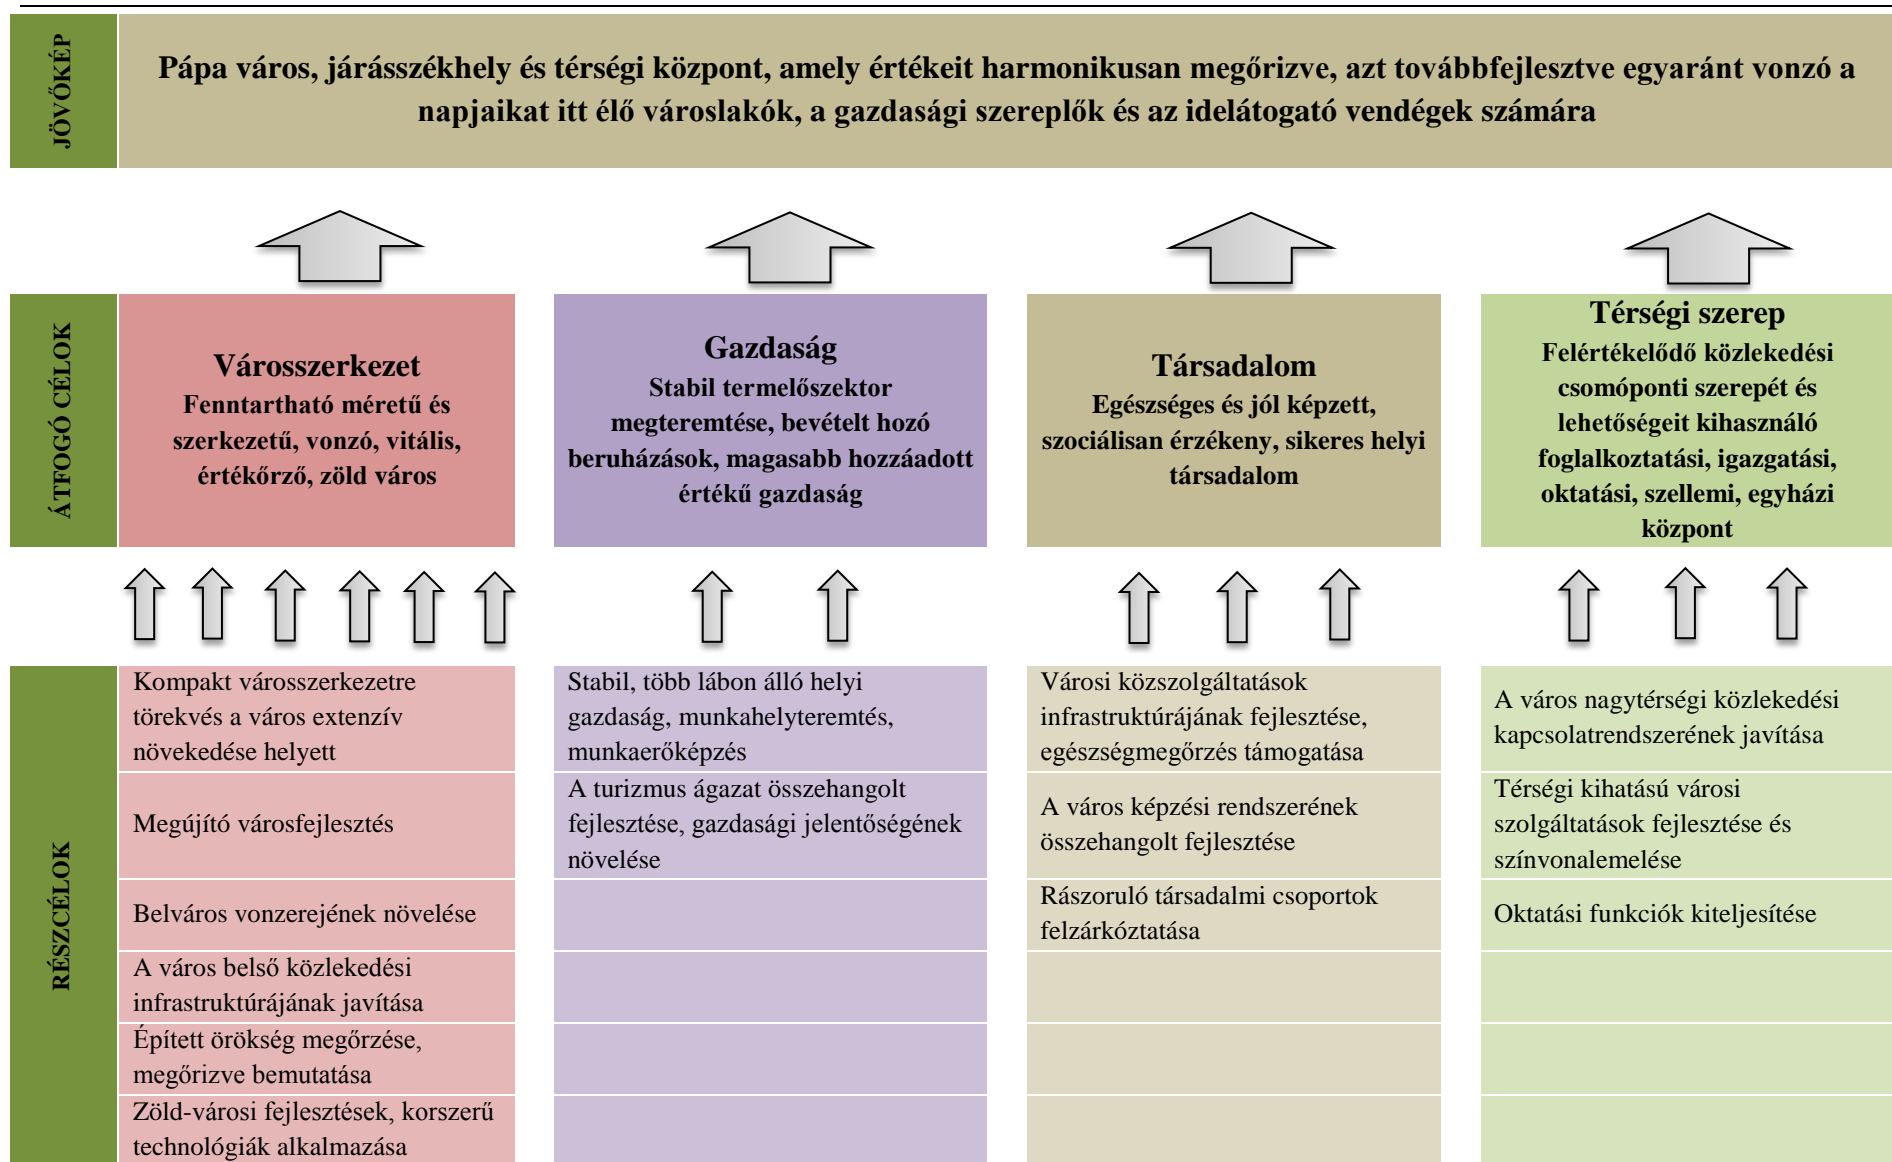 JÖVŐKÉP
Pápa város, járásszékhely és térségi központ, amely értékeit harmonikusan megőrizve, azt továbbfejlesztve egyaránt vonzó a
napjaikat itt élő városlakók, a gazdasági szereplők és az idelátogató vendégek számára
ÁTFOGÓ CÉLOK
Városszerkezet
Fenntartható méretű és
szerkezetű, vonzó, vitális,
értékőrző, zöld város
Gazdaság
Stabil termelőszektor
megteremtése, bevételt hozó
beruházások, magasabb hozzáadott
értékű gazdaság
Társadalom
Egészséges és jól képzett,
szociálisan érzékeny, sikeres helyi
társadalom
Térségi szerep
Felértékelődő közlekedési
csomóponti szerepét és
lehetőségeit kihasználó
foglalkoztatási, igazgatási,
oktatási, szellemi, egyházi
központ
RÉSZCÉLOK
Kompakt városszerkezetre
törekvés a város extenzív
növekedése helyett
Stabil, több lábon álló helyi
gazdaság, munkahelyteremtés,
munkaerőképzés
Városi közszolgáltatások
infrastruktúrájának fejlesztése,
egészségmegőrzés támogatása
A város nagytérségi közlekedési
kapcsolatrendszerének javítása
Megújító városfejlesztés
A turizmus ágazat összehangolt
fejlesztése, gazdasági jelentőségének
növelése
A város képzési rendszerének
összehangolt fejlesztése
Térségi kihatású városi
szolgáltatások fejlesztése és
színvonalemelése
Belváros vonzerejének növelése
Rászoruló társadalmi csoportok
felzárkóztatása
Oktatási funkciók kiteljesítése
A város belső közlekedési
infrastruktúrájának javítása
Épített örökség megőrzése,
megőrizve bemutatása
Zöld-városi fejlesztések, korszerű
technológiák alkalmazása